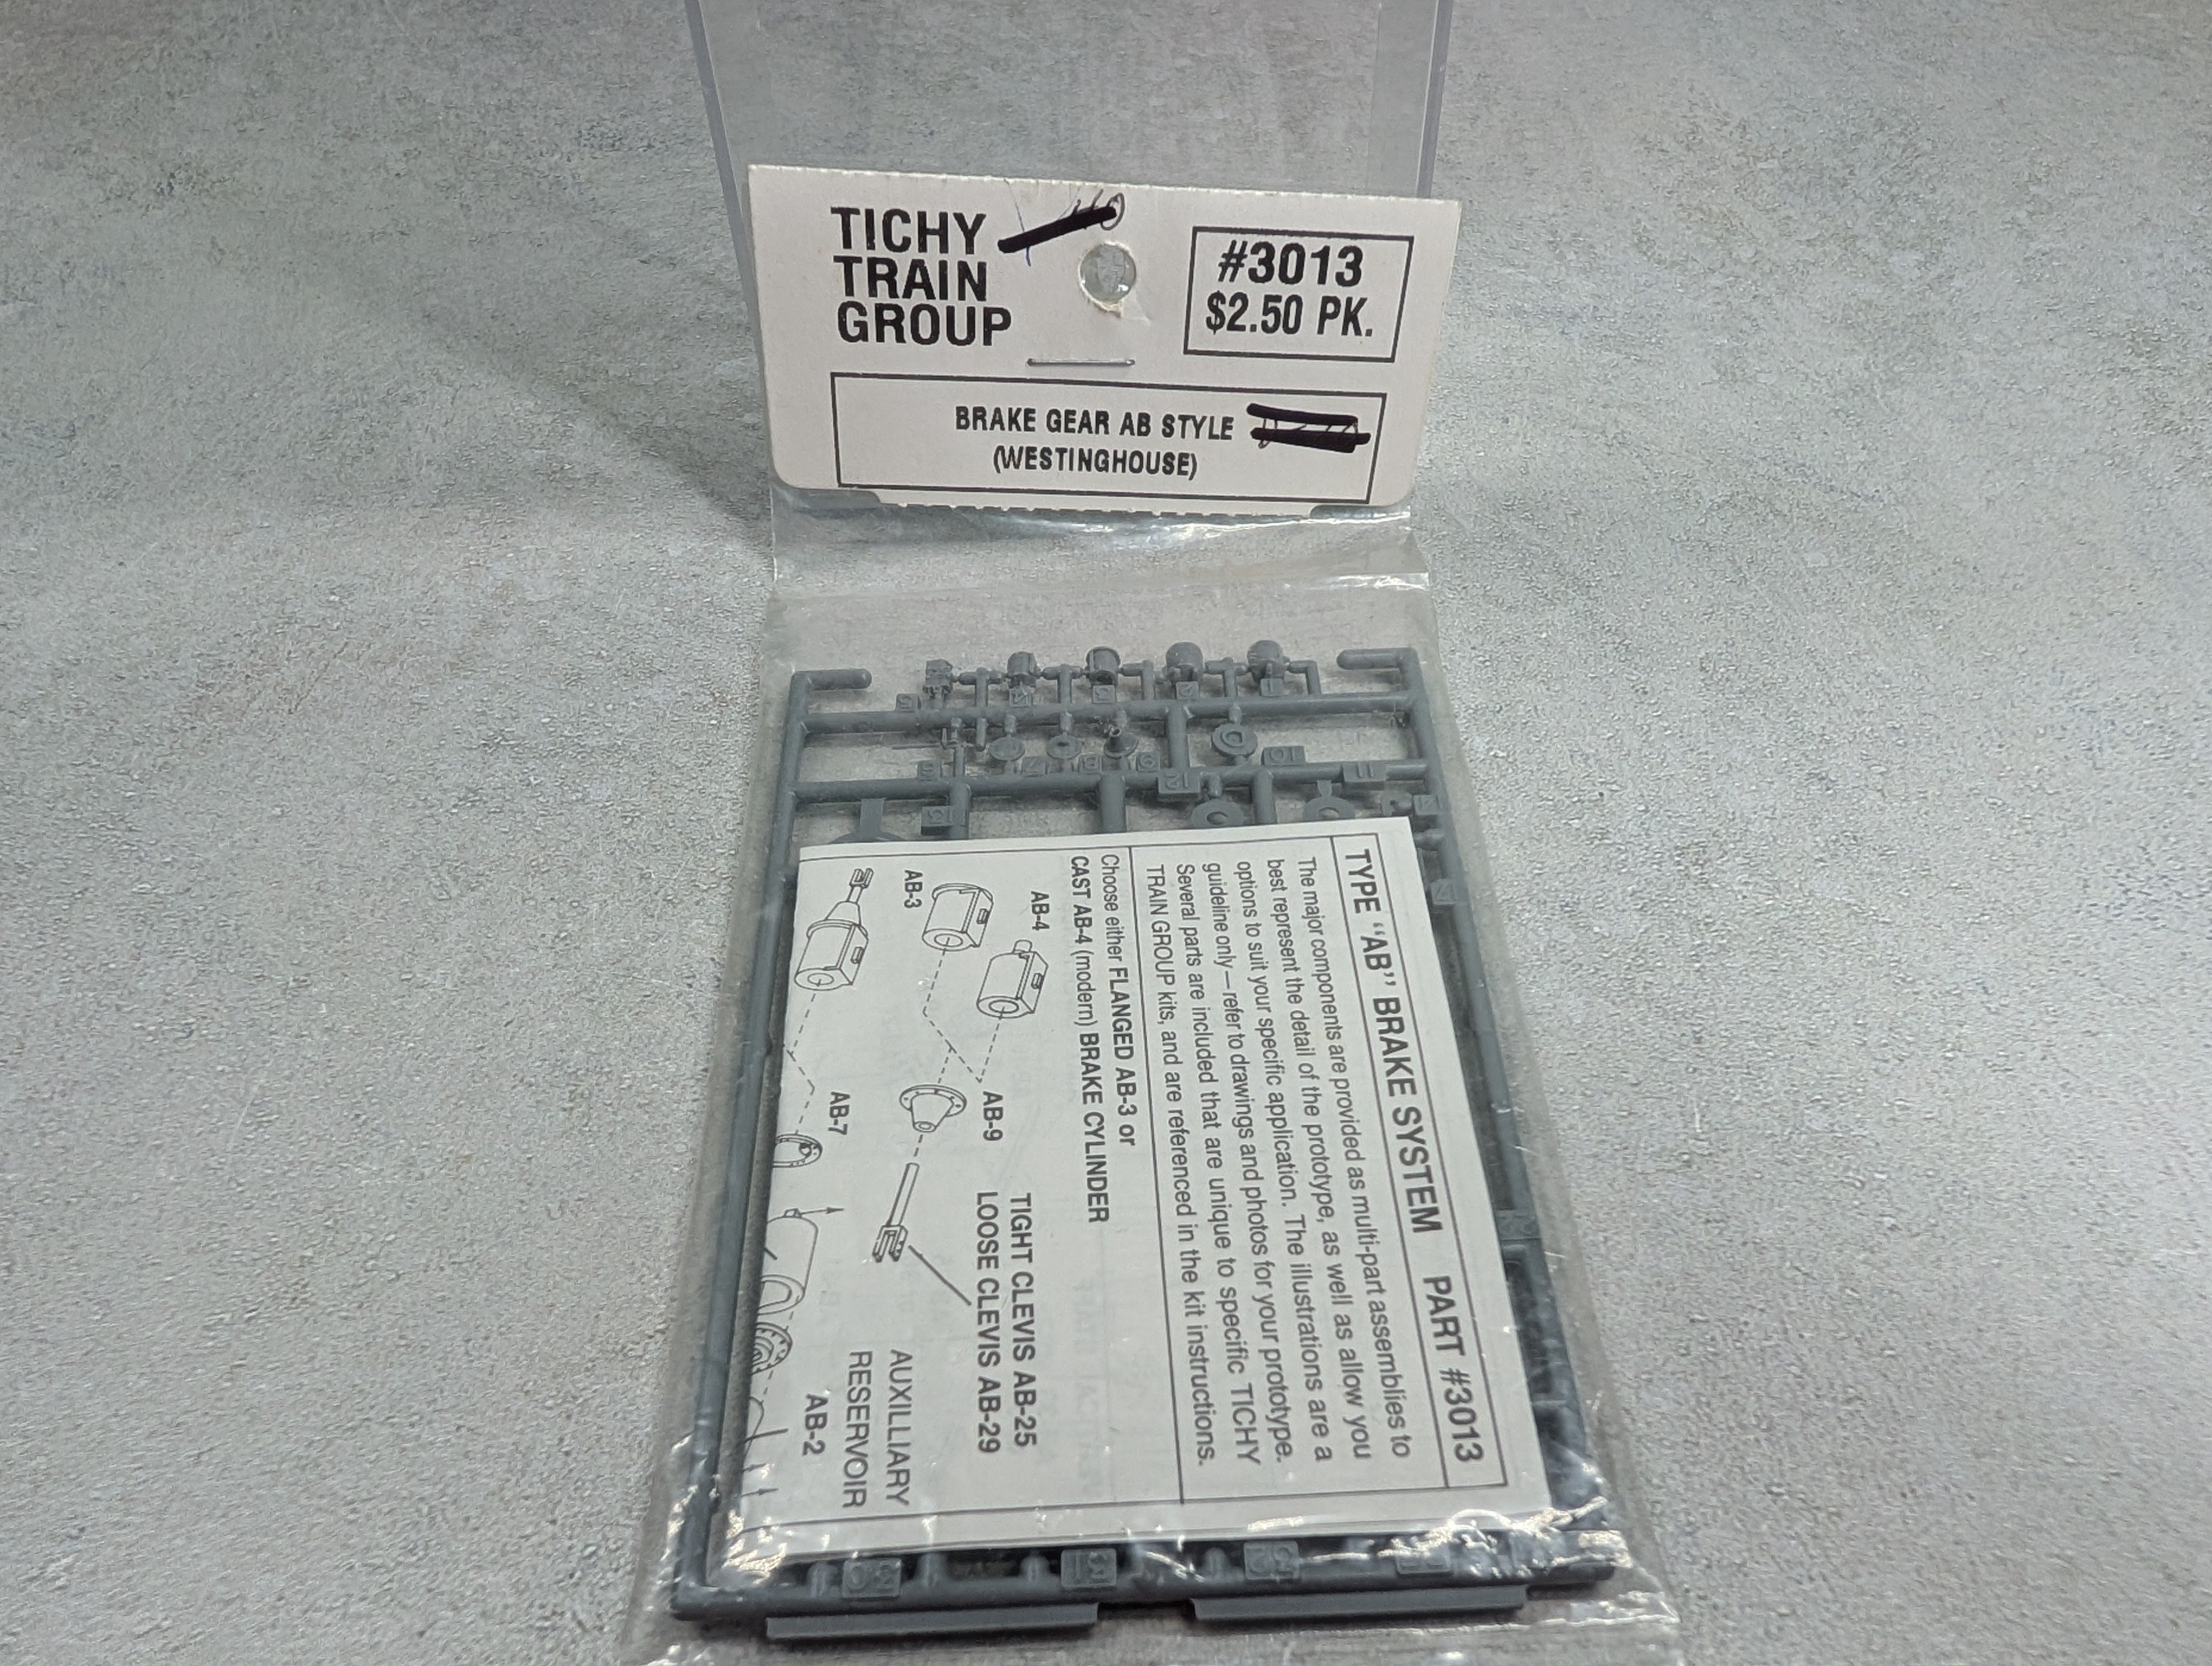 TICHY
TRAIN
GROUP
#3013
$2.50 PK.
BRAKE GEAR AB STYLE
(WESTINGHOUSE)
TYPE “AB” BRAKE SYSTEM PART #3013
The major components are provided as multi-part assemblies to
best represent the detail of the prototype, as well as allow you
options to suit your specific application. The illustrations are a
guideline only—refer to drawings and photos for your prototype.
Several parts are included that are unique to specific TICHY
TRAIN GROUP kits, and are referenced in the kit instructions.
Choose either FLANGED AB-3 or
CAST AB-4 (modern) BRAKE CYLINDER
AB-4
AB-3
AB-9
TIGHT CLEVIS AB-25
LOOSE CLEVIS AB-29
AB-7
AUXILLIARY
RESERVOIR
AB-2